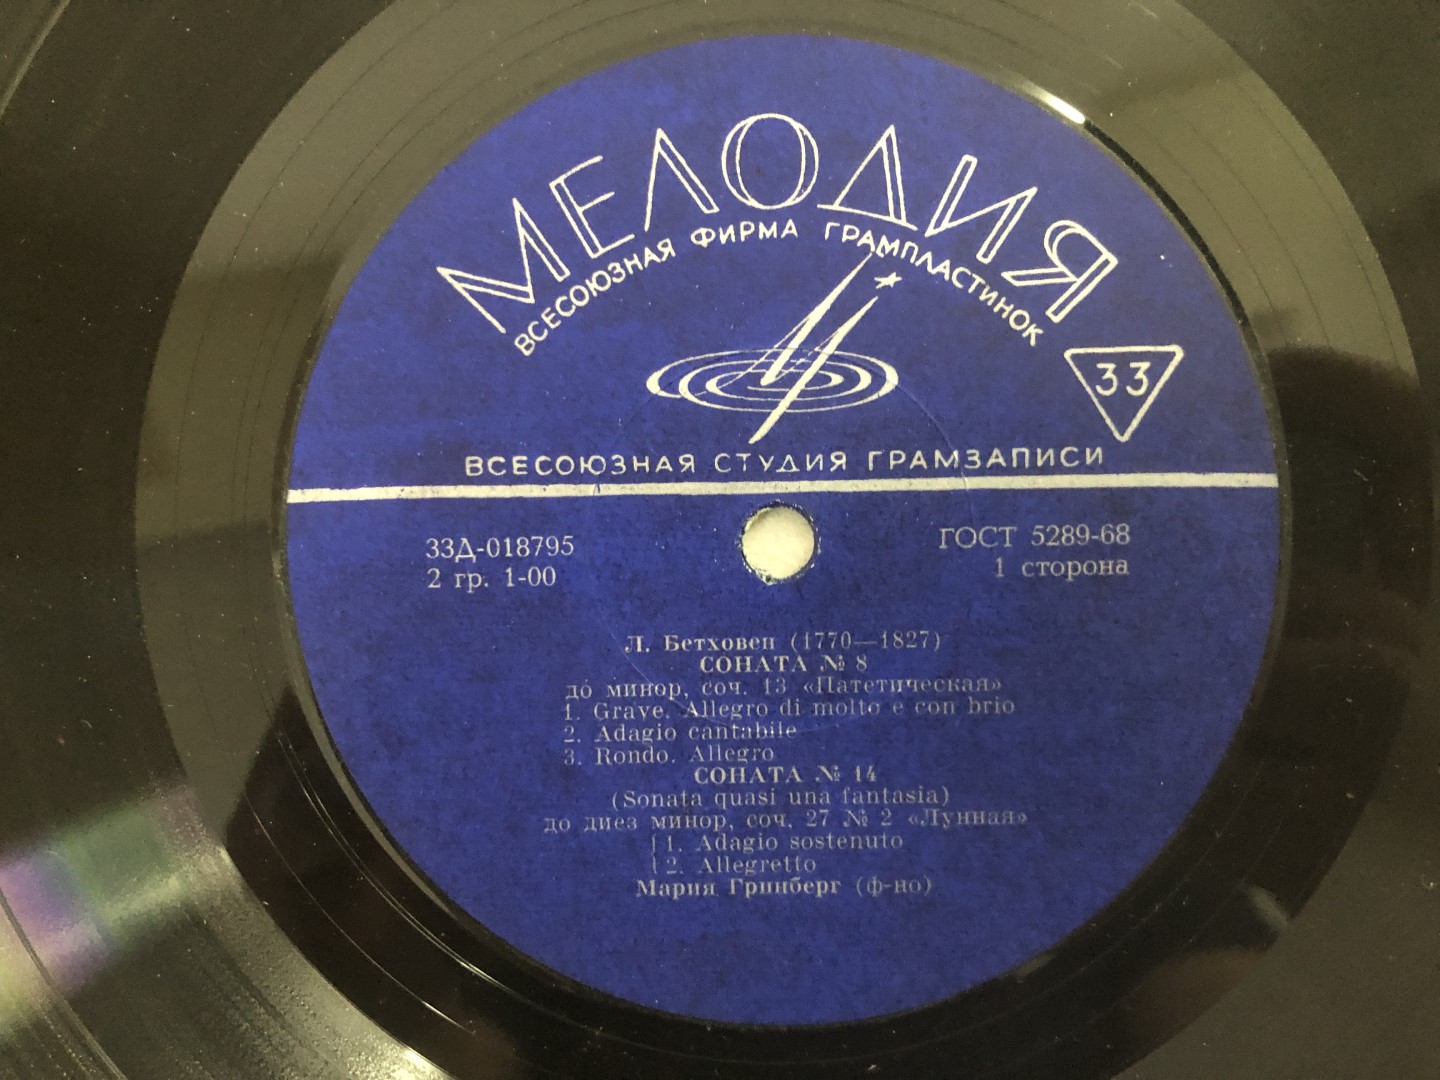 МЕЛОДИЯ
ВСЕСОЮЗНАЯ ФИРМА ГРАМПЛАСТИНОК
33
ВСЕСОЮЗНАЯ СТУДИЯ ГРАМЗАПИСИ
33Д-018795
2 гр. 1-00
ГОСТ 5289-68
1 сторона
Л. Бетховен (1770—1827)
СОНАТА № 8
до минор, соч. 13 «Патетическая»
1. Grave. Allegro di molto e con brio
2. Adagio cantabile
3. Rondo. Allegro
СОНАТА № 14
(Sonata quasi una fantasia)
до диез минор, соч. 27 № 2 «Лунная»
1. Adagio sostenuto
2. Allegretto
Мария Гринберг (ф-но)